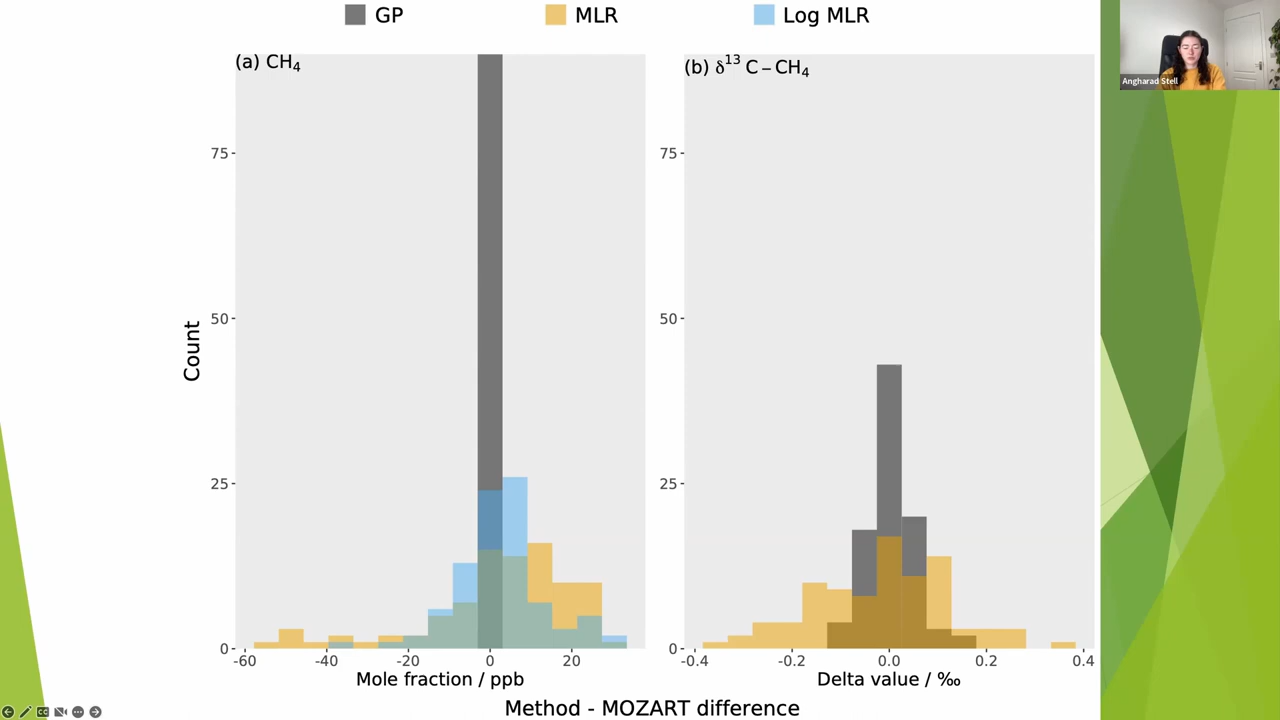 GP MLR Log MLR
(a) CH₄
(b) δ¹³ C – CH₄
Angharad Stell
Count
75
50
25
0
75
50
25
0
-60 -40 -20 0 20
-0.4 -0.2 0.0 0.2 0.4
Mole fraction / ppb
Delta value / ‰
Method - MOZART difference